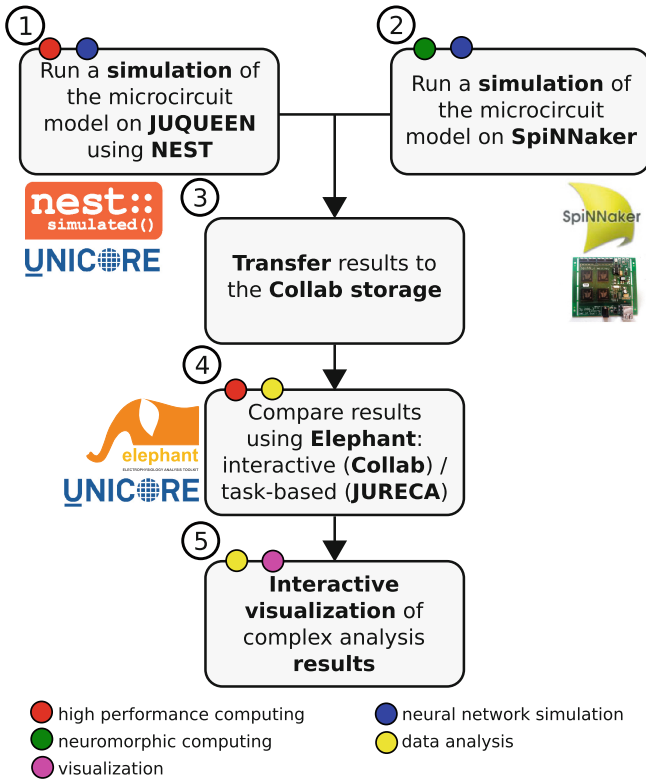 1
2
Run a simulation of
the microcircuit
model on JUQUEEN
using NEST
Run a simulation of
the microcircuit
model on SpiNNaker
nest::
simulated()
UNICORE
3
SpiNNaker
Transfer results to
the Collab storage
4
elephant
ELECTROPHYSIOLOGY ANALYSIS TOOLKIT
UNICORE
Compare results
using Elephant:
interactive (Collab) /
task-based (JURECA)
5
Interactive
visualization of
complex analysis
results
high performance computing
neural network simulation
neuromorphic computing
data analysis
visualization